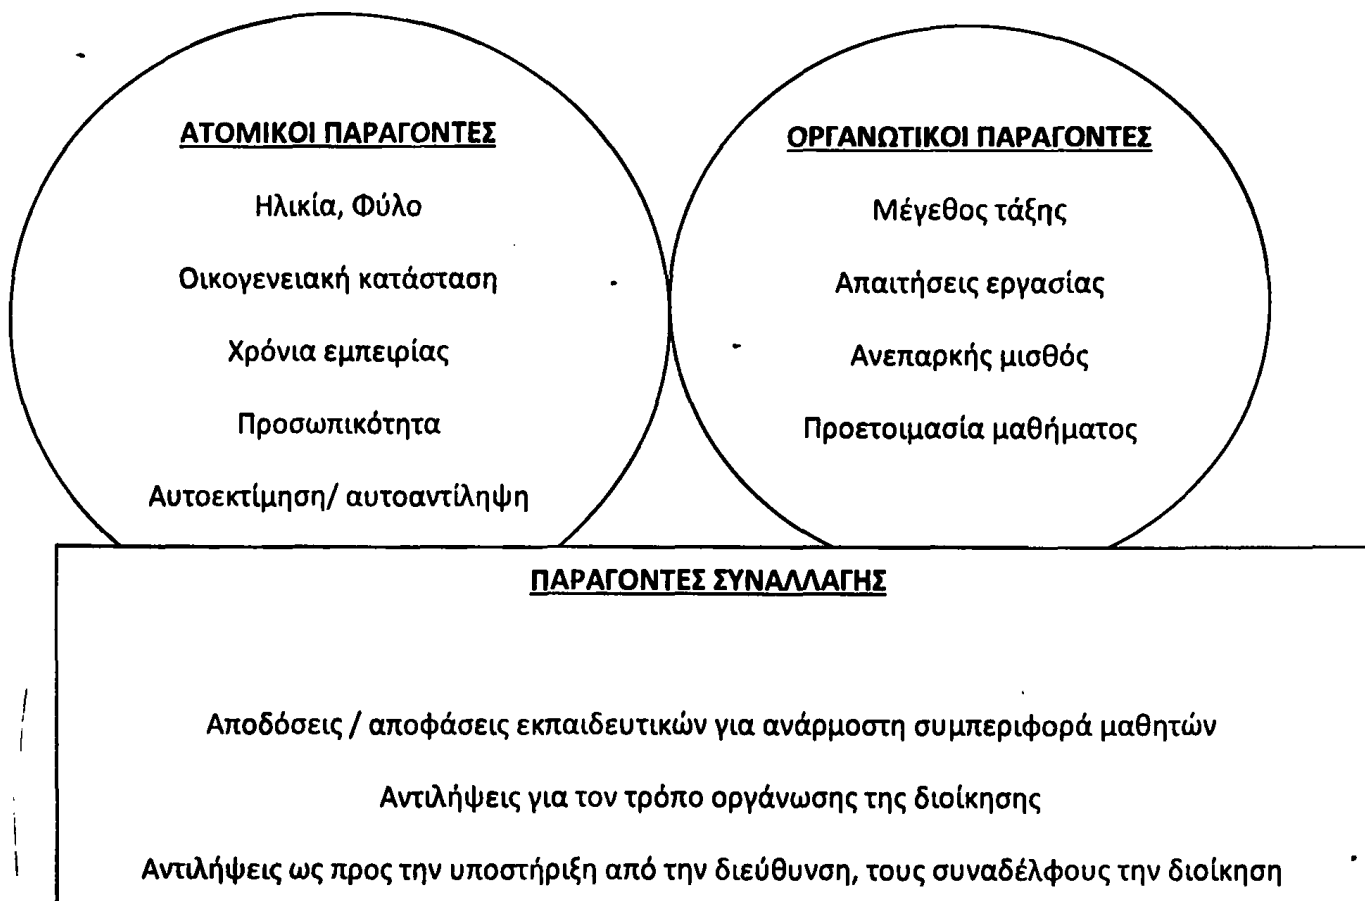 ΑΤΟΜΙΚΟΙ ΠΑΡΑΓΟΝΤΕΣ
Ηλικία, Φύλο
Οικογενειακή κατάσταση
Χρόνια εμπειρίας
Προσωπικότητα
Αυτοεκτίμηση/ αυτοαντίληψη
ΟΡΓΑΝΩΤΙΚΟΙ ΠΑΡΑΓΟΝΤΕΣ
Μέγεθος τάξης
Απαιτήσεις εργασίας
Ανεπαρκής μισθός
Προετοιμασία μαθήματος
ΠΑΡΑΓΟΝΤΕΣ ΣΥΝΑΛΛΑΓΗΣ
Αποδόσεις / αποφάσεις εκπαιδευτικών για ανάρμοστη συμπεριφορά μαθητών
Αντιλήψεις για τον τρόπο οργάνωσης της διοίκησης
Αντιλήψεις ως προς την υποστήριξη από την διεύθυνση, τους συναδέλφους την διοίκηση